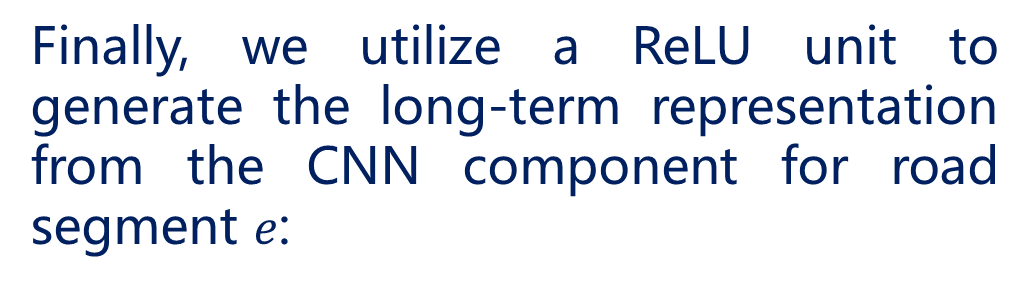 Finally, we utilize a ReLU unit to
generate the long-term representation
from the CNN component for road
segment e: